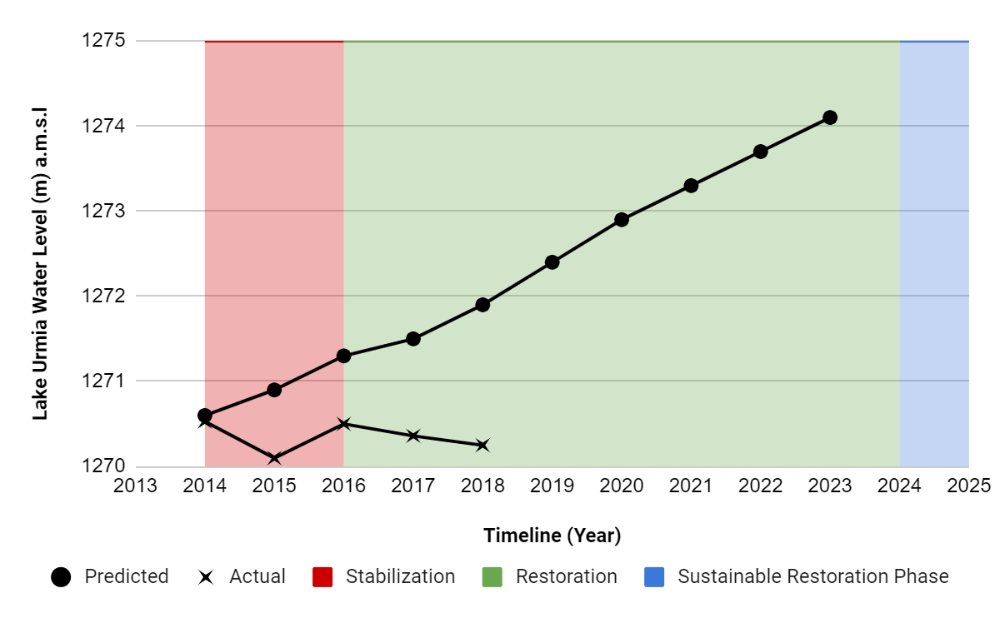 1275
1274
1273
1272
1271
1270
Lake Urmia Water Level (m) a.m.s.l
2013 2014 2015 2016 2017 2018 2019 2020 2021 2022 2023 2024 2025
Timeline (Year)
Predicted Actual Stabilization Restoration Sustainable Restoration Phase